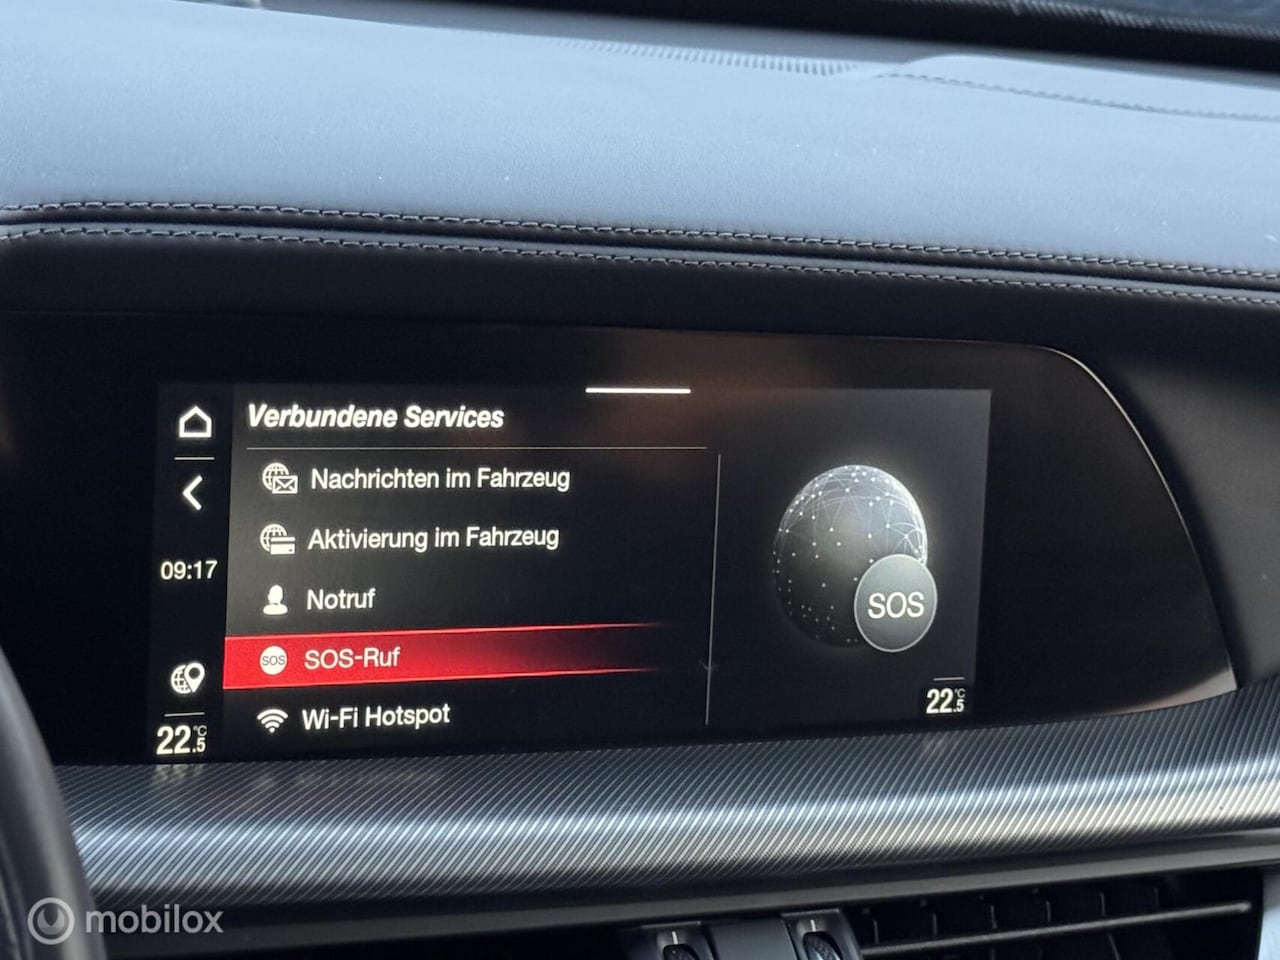 Verbundene Services
Nachrichten im Fahrzeug
Aktivierung im Fahrzeug
09:17
Notruf
SOS
SOS SOS-Ruf
Wi-Fi Hotspot
22.5°C
22.5°C
mobilox